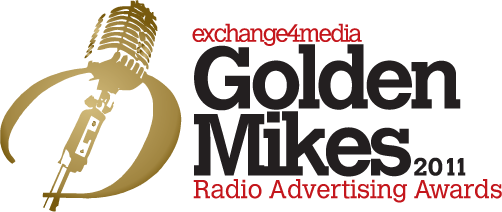 exchange4media
Golden
Mikes 2011
Radio Advertising Awards